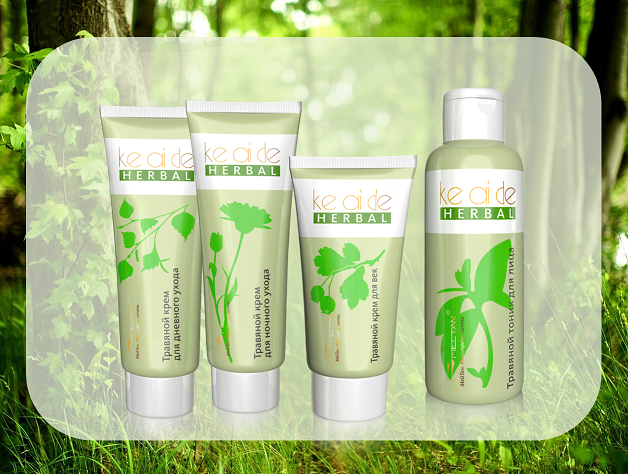 ke ai de
HERBAL
Травяной крем
для дневного ухода
ke ai de
HERBAL
Травяной крем
для ночного ухода
ke ai de
HERBAL
Травяной крем для век
ke ai de
HERBAL
MEITAN
Травяной тоник для лица